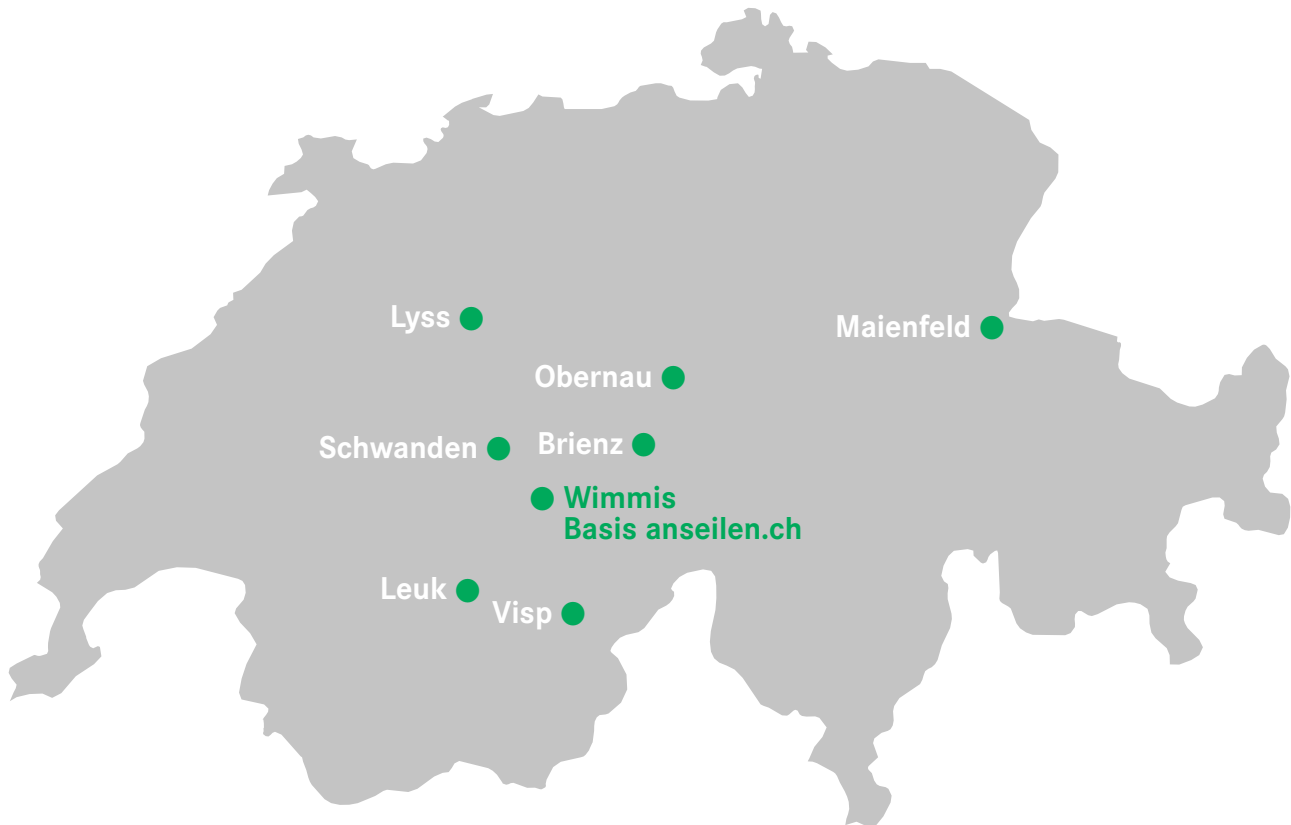 Lyss
Maienfeld
Obernau
Schwanden
Brienz
Wimmis
Basis anseilen.ch
Leuk
Visp